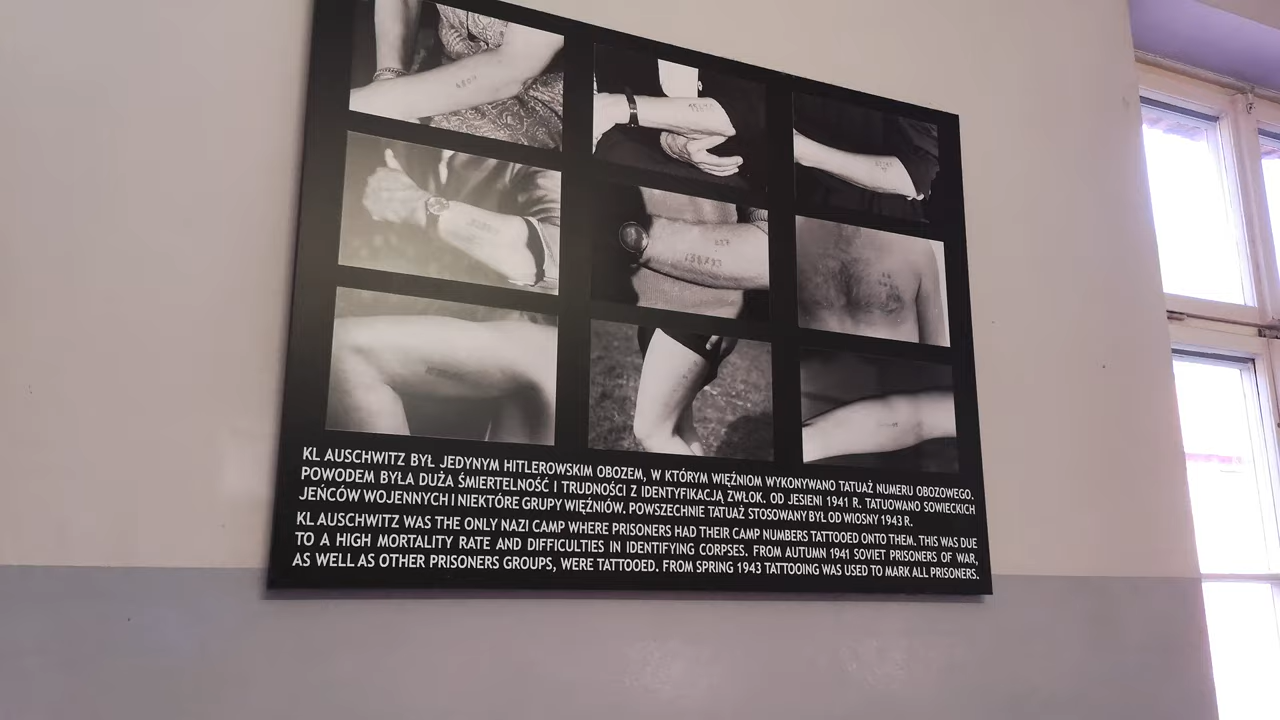 KL AUSCHWITZ BYŁ JEDYNYM HITLEROWSKIM OBOZEM, W KTÓRYM WIĘŹNIOM WYKONYWANO TATUAŻ NUMERU OBOZOWEGO.
POWODEM BYŁA DUŻA ŚMIERTELNOŚĆ I TRUDNOŚCI Z IDENTYFIKACJĄ ZWŁOK. OD JESIENI 1941 R. TATUOWANO SOWIECKICH
JEŃCÓW WOJENNYCH I NIEKTÓRE GRUPY WIĘŹNIÓW. POWSZECHNIE TATUAŻ STOSOWANY BYŁ OD WIOSNY 1943 R.
KL AUSCHWITZ WAS THE ONLY NAZI CAMP WHERE PRISONERS HAD THEIR CAMP NUMBERS TATTOOED ONTO THEM. THIS WAS DUE
TO A HIGH MORTALITY RATE AND DIFFICULTIES IN IDENTIFYING CORPSES. FROM AUTUMN 1941 SOVIET PRISONERS OF WAR,
AS WELL AS OTHER PRISONERS GROUPS, WERE TATTOOED. FROM SPRING 1943 TATTOOING WAS USED TO MARK ALL PRISONERS.